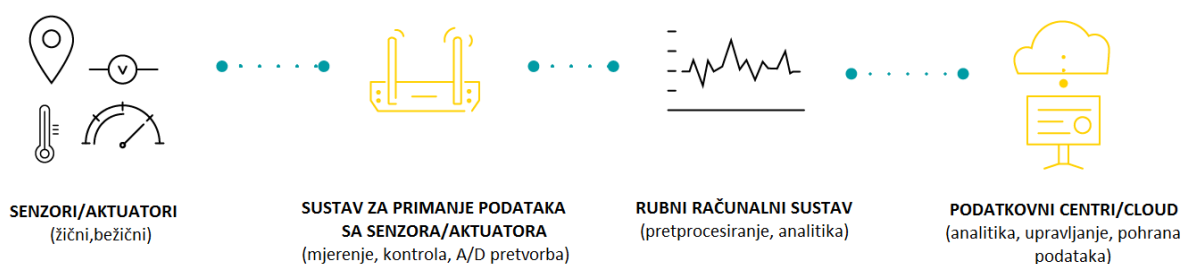 V
SENZORI/AKTUATORI
(žični,bežični)
SUSTAV ZA PRIMANJE PODATAKA
SA SENZORA/AKTUATORA
(mjerenje, kontrola, A/D pretvorba)
RUBNI RAČUNALNI SUSTAV
(pretprocesiranje, analitika)
PODATKOVNI CENTRI/CLOUD
(analitika, upravljanje, pohrana
podataka)